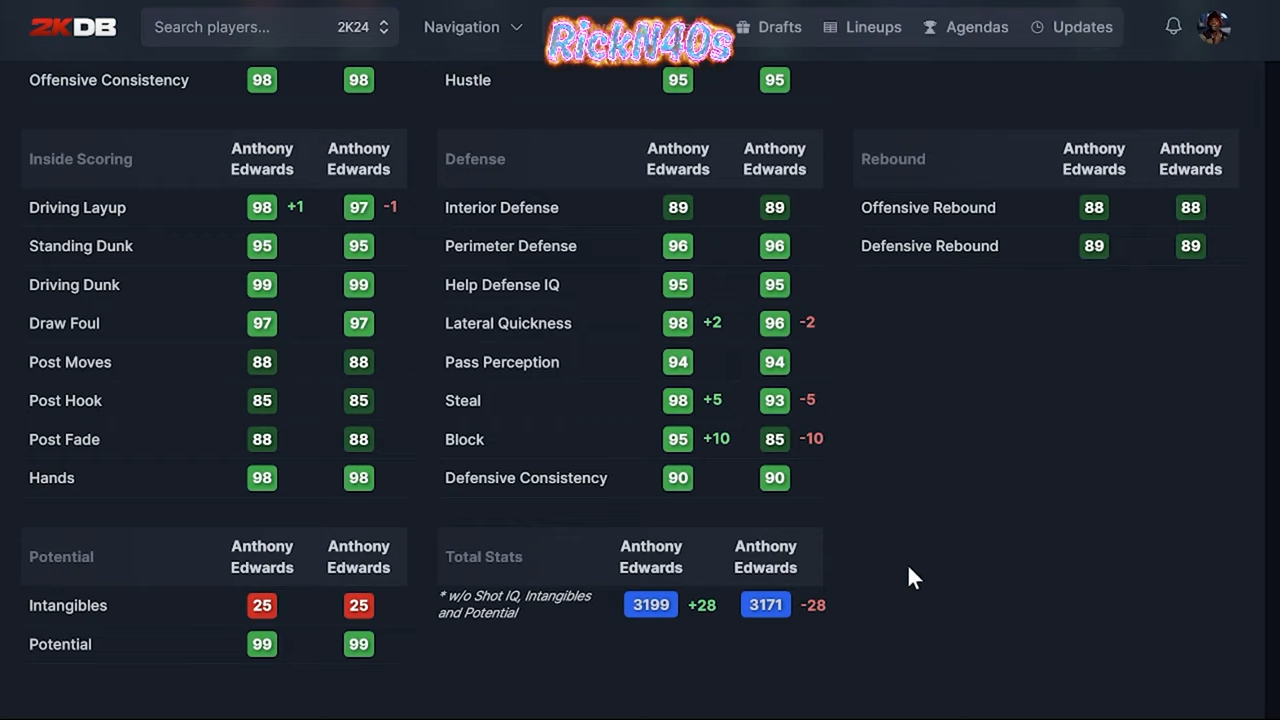 2KDB Search players... 2K24 Navigation RickN40s Drafts Lineups Agendas Updates
Offensive Consistency 98 98
Hustle 95 95
Inside Scoring Anthony Edwards Anthony Edwards
Driving Layup 98 +1 97 -1
Standing Dunk 95 95
Driving Dunk 99 99
Draw Foul 97 97
Post Moves 88 88
Post Hook 85 85
Post Fade 88 88
Hands 98 98
Defense Anthony Edwards Anthony Edwards
Interior Defense 89 89
Perimeter Defense 96 96
Help Defense IQ 95 95
Lateral Quickness 98 +2 96 -2
Pass Perception 94 94
Steal 98 +5 93 -5
Block 95 +10 85 -10
Defensive Consistency 90 90
Rebound Anthony Edwards Anthony Edwards
Offensive Rebound 88 88
Defensive Rebound 89 89
Potential Anthony Edwards Anthony Edwards
Intangibles 25 25
Potential 99 99
Total Stats Anthony Edwards Anthony Edwards
* w/o Shot IQ, Intangibles
and Potential 3199 +28 3171 -28